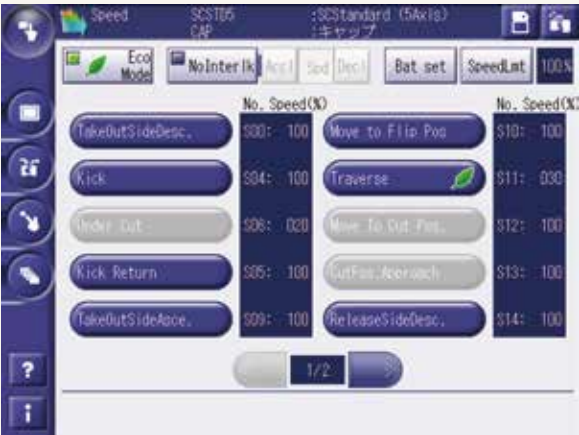 Speed SCST05 :SCStandard (5Axis)
CAP :キャップ
Eco Mode NoInterlk Accl Spd Decl Bat set SpeedLmt 100%
No. Speed(%) No. Speed(%)
TakeOutSideDesc. S00: 100 Move to Flip Pos S10: 100
Kick S04: 100 Traverse S11: 030
Under Cut S06: 020 Move To Cut Pos. S12: 100
Kick Return S05: 100 CutPos.Approach S13: 100
TakeOutSideAsce. S09: 100 ReleaseSideDesc. S14: 100
1/2
?
i